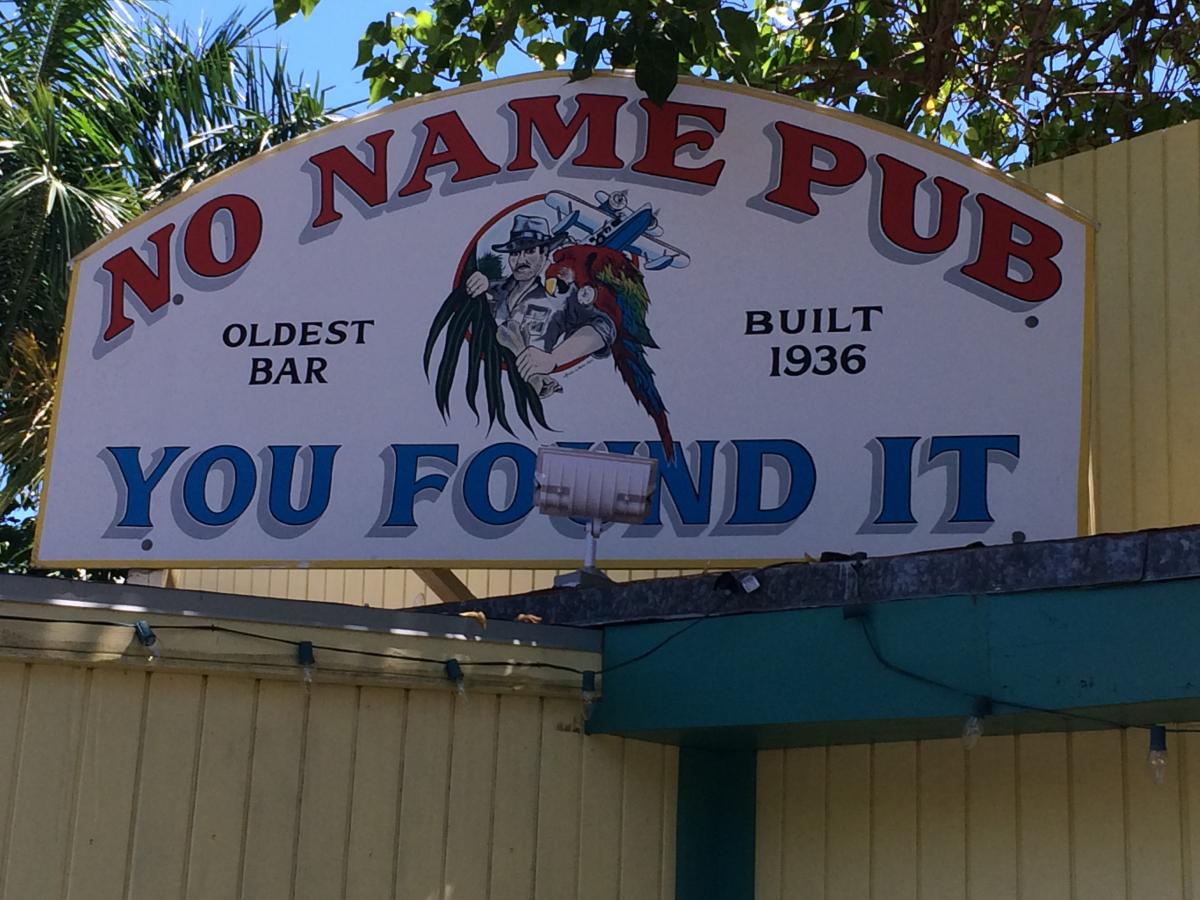 NO NAME PUB
OLDEST
BAR
BUILT
1936
YOU FOUND IT